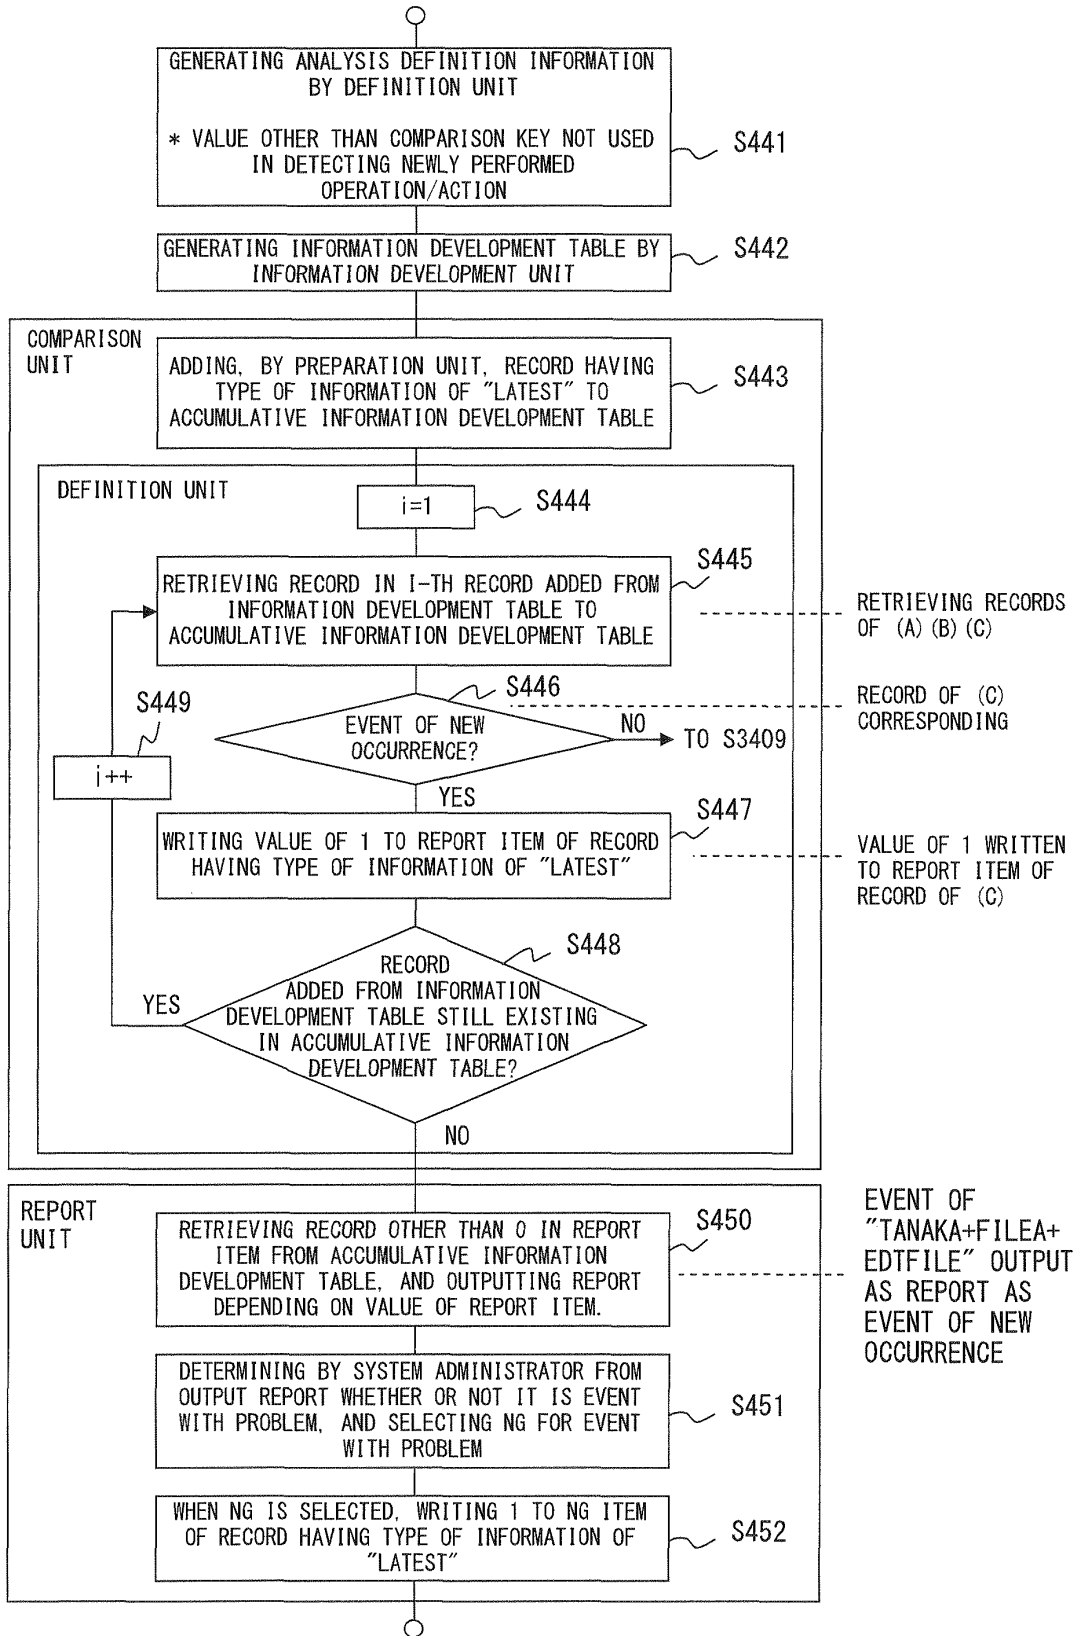 GENERATING ANALYSIS DEFINITION INFORMATION
BY DEFINITION UNIT
* VALUE OTHER THAN COMPARISON KEY NOT USED
IN DETECTING NEWLY PERFORMED
OPERATION/ACTION
S441
GENERATING INFORMATION DEVELOPMENT TABLE BY
INFORMATION DEVELOPMENT UNIT
S442
COMPARISON
UNIT
ADDING, BY PREPARATION UNIT, RECORD HAVING
TYPE OF INFORMATION OF "LATEST" TO
ACCUMULATIVE INFORMATION DEVELOPMENT TABLE
S443
DEFINITION UNIT
i=1
S444
RETRIEVING RECORD IN I-TH RECORD ADDED FROM
INFORMATION DEVELOPMENT TABLE TO
ACCUMULATIVE INFORMATION DEVELOPMENT TABLE
S445
RETRIEVING RECORDS
OF (A) (B) (C)
S446
EVENT OF NEW
OCCURRENCE?
NO
TO S3409
RECORD OF (C)
CORRESPONDING
S449
i++
YES
WRITING VALUE OF 1 TO REPORT ITEM OF RECORD
HAVING TYPE OF INFORMATION OF "LATEST"
S447
VALUE OF 1 WRITTEN
TO REPORT ITEM OF
RECORD OF (C)
S448
RECORD
ADDED FROM INFORMATION
DEVELOPMENT TABLE STILL EXISTING
IN ACCUMULATIVE INFORMATION
DEVELOPMENT TABLE?
YES
NO
REPORT
UNIT
RETRIEVING RECORD OTHER THAN 0 IN REPORT
ITEM FROM ACCUMULATIVE INFORMATION
DEVELOPMENT TABLE, AND OUTPUTTING REPORT
DEPENDING ON VALUE OF REPORT ITEM.
S450
EVENT OF
"TANAKA+FILEA+
EDTFILE" OUTPUT
AS REPORT AS
EVENT OF NEW
OCCURRENCE
DETERMINING BY SYSTEM ADMINISTRATOR FROM
OUTPUT REPORT WHETHER OR NOT IT IS EVENT
WITH PROBLEM, AND SELECTING NG FOR EVENT
WITH PROBLEM
S451
WHEN NG IS SELECTED, WRITING 1 TO NG ITEM
OF RECORD HAVING TYPE OF INFORMATION OF
"LATEST"
S452